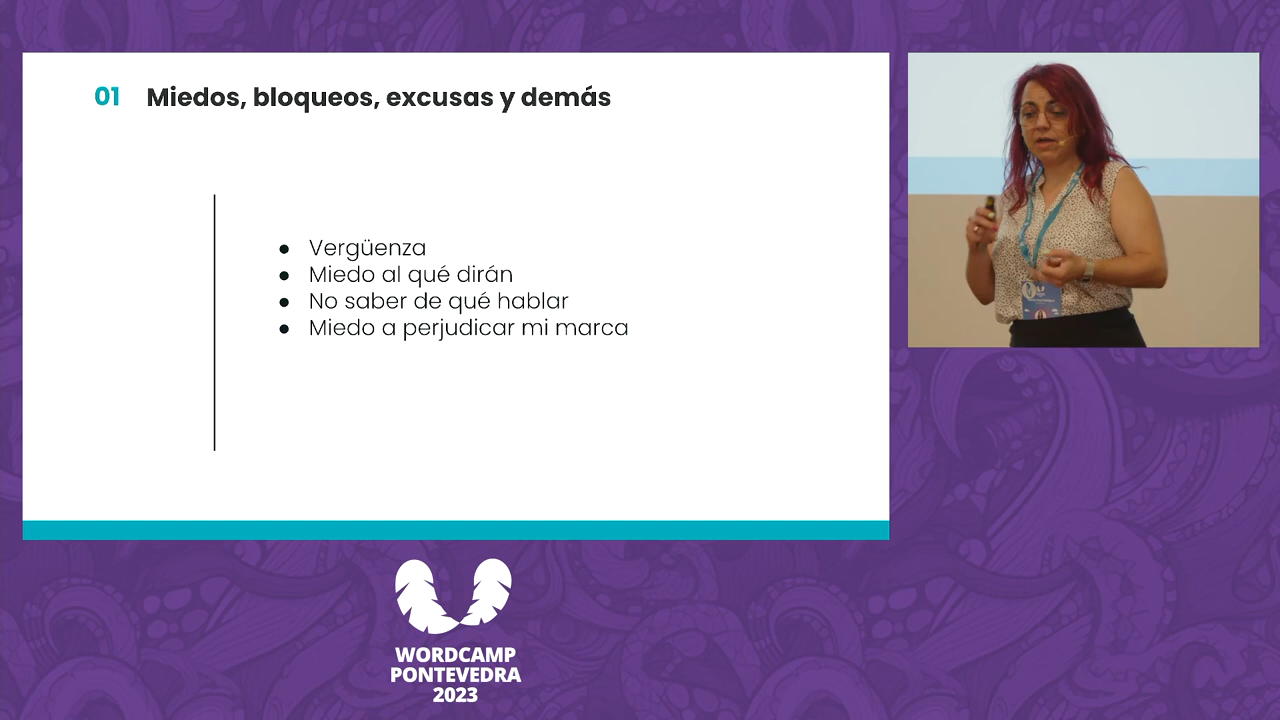 01 Miedos, bloqueos, excusas y demás
● Vergüenza
● Miedo al qué dirán
● No saber de qué hablar
● Miedo a perjudicar mi marca
WORDCAMP
PONTEVEDRA
2023